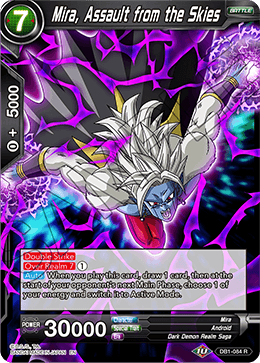 Mira, Assault from the Skies
BATTLE
7
0 + 5000
Double Strike
Over Realm 7 1
Auto When you play this card, draw 1 card, then at the
start of your opponent's next Main Phase, choose 1
of your energy and switch it to Active Mode.
POWER 30000
Character Mira
Special Trait Android
Era Dark Demon Realm Saga
DB1-084 R